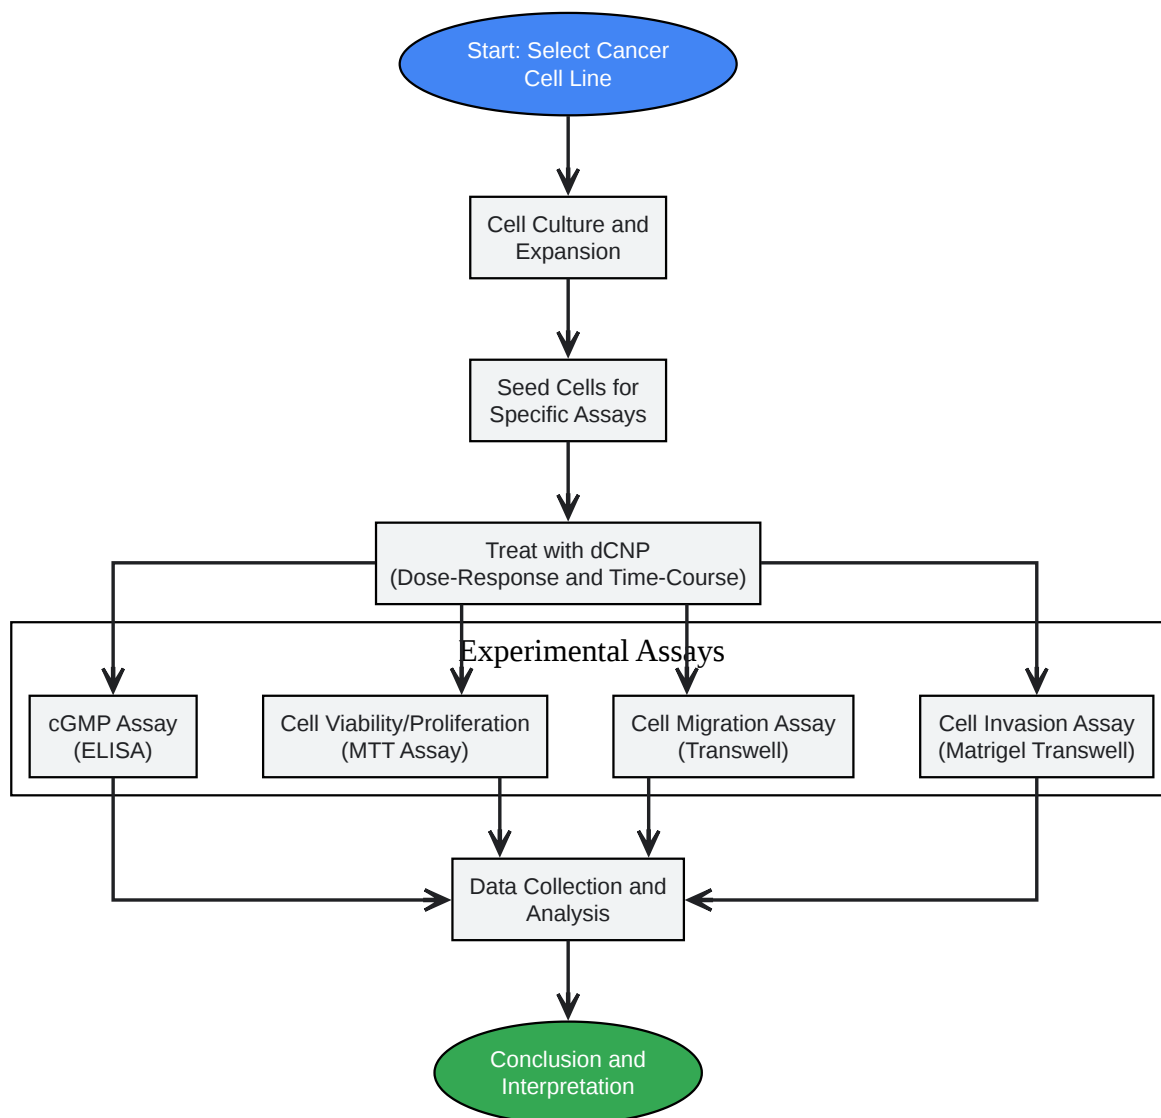 Start: Select Cancer
Cell Line
Cell Culture and
Expansion
Seed Cells for
Specific Assays
Treat with dCNP
(Dose-Response and Time-Course)
Experimental Assays
cGMP Assay
(ELISA)
Cell Viability/Proliferation
(MTT Assay)
Cell Migration Assay
(Transwell)
Cell Invasion Assay
(Matrigel Transwell)
Data Collection and
Analysis
Conclusion and
Interpretation